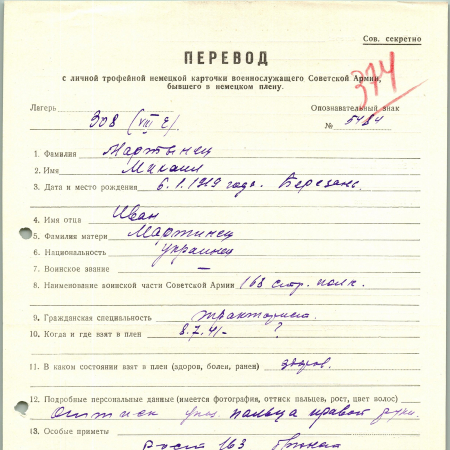 Сов. секретно
ПЕРЕВОД
с личной трофейной немецкой карточки военнослужащего Советской Армии,
бывшего в немецком плену.
374
Лагерь 308 (VIII E)
Опознавательный знак
№ 5484
1. Фамилия Мартынец
2. Имя Михаил
3. Дата и место рождения 6.1.1919 года.
4. Имя отца Иван
5. Фамилия матери Мартинец
6. Национальность украинец
7. Воинское звание —
8. Наименование воинской части Советской Армии 168 стр. полк.
9. Гражданская специальность тракторист
10. Когда и где взят в плен 8.7.41- ?
11. В каком состоянии взят в плен (здоров, болен, ранен) здоров.
12. Подробные персональные данные (имеется фотография, оттиск пальцев, рост, цвет волос)
Оттиск указ. пальца правой руки.
13. Особые приметы
Рост 163